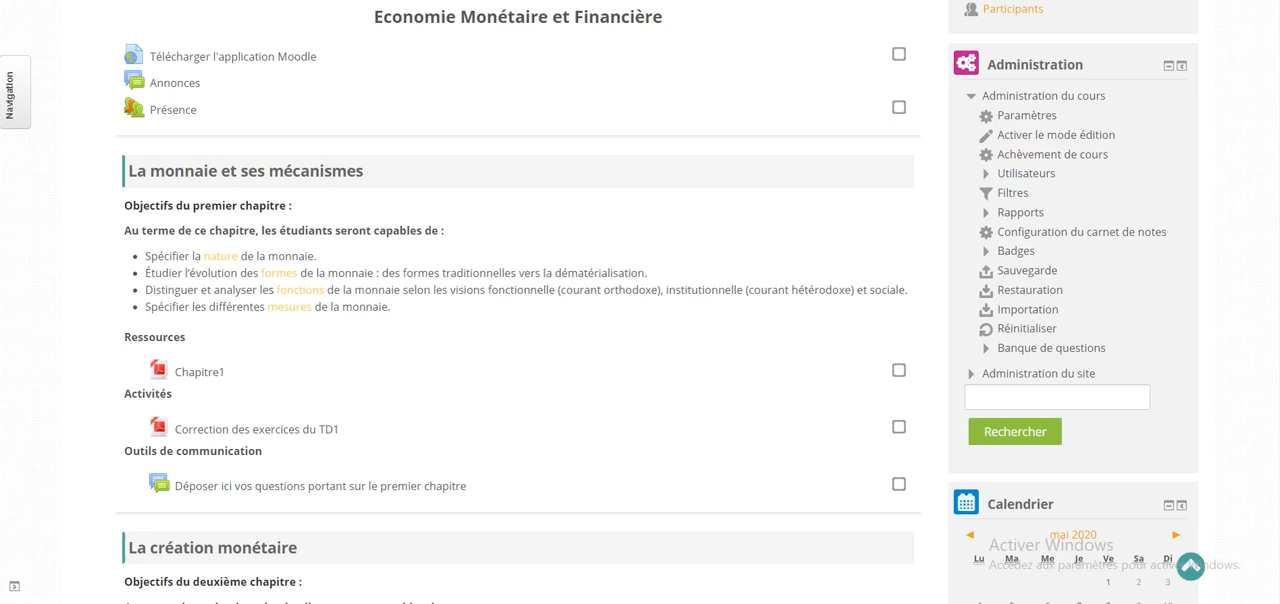 Economie Monétaire et Financière
Télécharger l'application Moodle
Annonces
Présence
La monnaie et ses mécanismes
Objectifs du premier chapitre :
Au terme de ce chapitre, les étudiants seront capables de :
Spécifier la nature de la monnaie.
Étudier l'évolution des formes de la monnaie : des formes traditionnelles vers la dématérialisation.
Distinguer et analyser les fonctions de la monnaie selon les visions fonctionnelle (courant orthodoxe), institutionnelle (courant hétérodoxe) et sociale.
Spécifier les différentes mesures de la monnaie.
Ressources
Chapitre1
Activités
Correction des exercices du TD1
Outils de communication
Déposer ici vos questions portant sur le premier chapitre
La création monétaire
Objectifs du deuxième chapitre :
Navigation
Participants
Administration
Administration du cours
Paramètres
Activer le mode édition
Achèvement de cours
Utilisateurs
Filtres
Rapports
Configuration du carnet de notes
Badges
Sauvegarde
Restauration
Importation
Réinitialiser
Banque de questions
Administration du site
Rechercher
Calendrier
mai 2020
Activer Windows
Accédez aux paramètres pour activer Windows.
Lu Ma Me Je Ve Sa Di
1 2 3